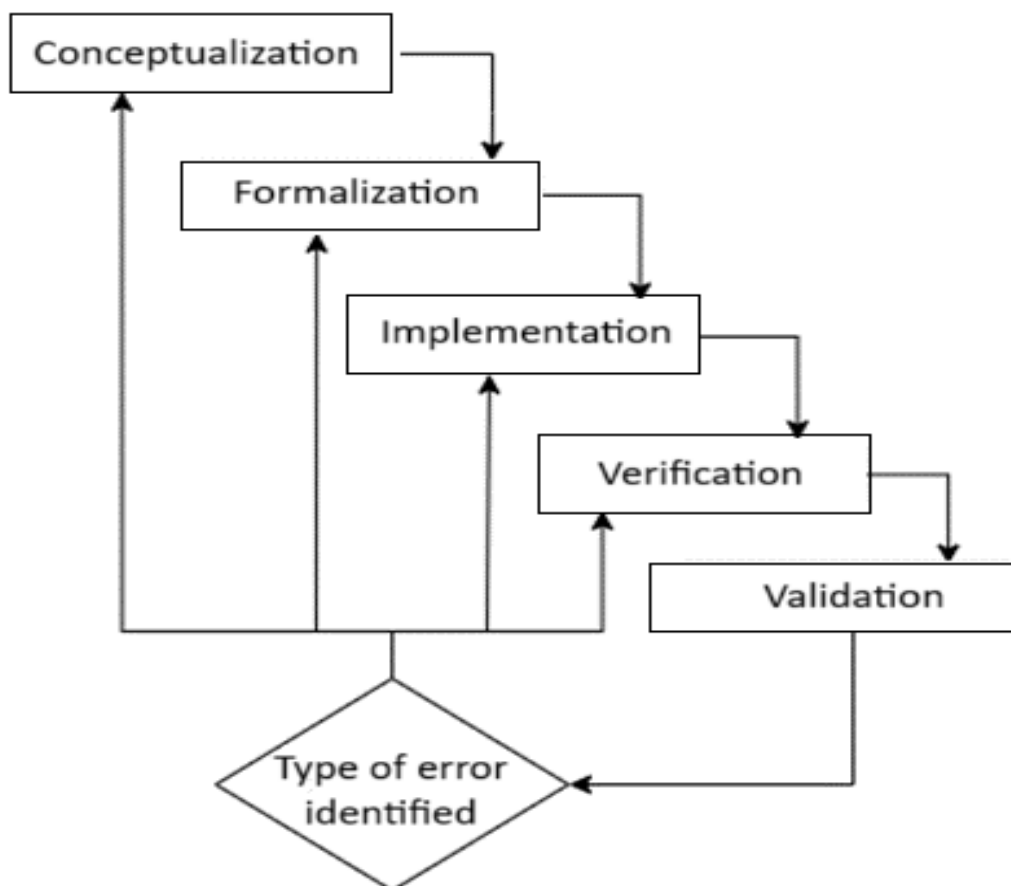 Conceptualization
Formalization
Implementation
Verification
Validation
Type of error
identified